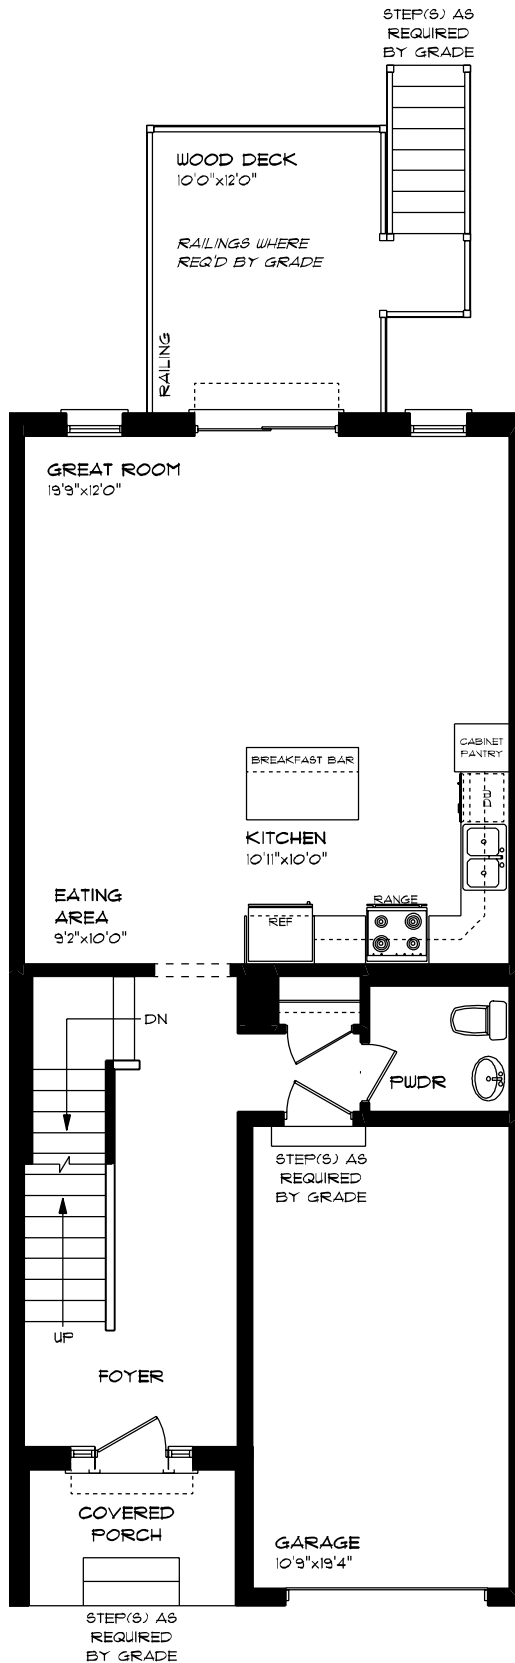 STEP(S) AS
REQUIRED
BY GRADE
WOOD DECK
10'0"x12'0"
RAILINGS WHERE
REQ'D BY GRADE
RAILING
GREAT ROOM
19'9"x12'0"
CABINET
PANTRY
BREAKFAST BAR
DW
KITCHEN
10'11"x10'0"
EATING
AREA
9'2"x10'0"
REF
RANGE
DN
PWDR
STEP(S) AS
REQUIRED
BY GRADE
UP
FOYER
COVERED
PORCH
GARAGE
10'9"x19'4"
STEP(S) AS
REQUIRED
BY GRADE